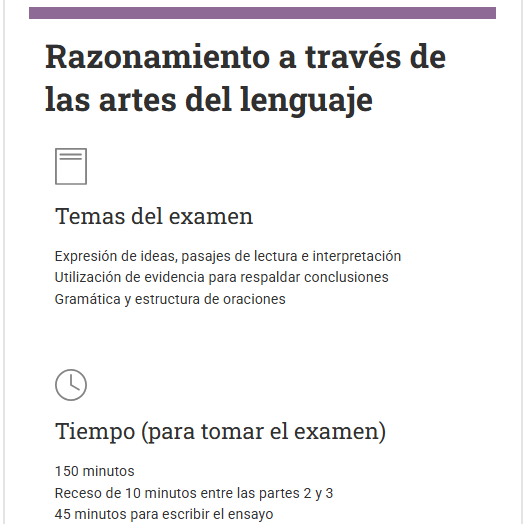 Razonamiento a través de
las artes del lenguaje
Temas del examen
Expresión de ideas, pasajes de lectura e interpretación
Utilización de evidencia para respaldar conclusiones
Gramática y estructura de oraciones
Tiempo (para tomar el examen)
150 minutos
Receso de 10 minutos entre las partes 2 y 3
45 minutos para escribir el ensayo